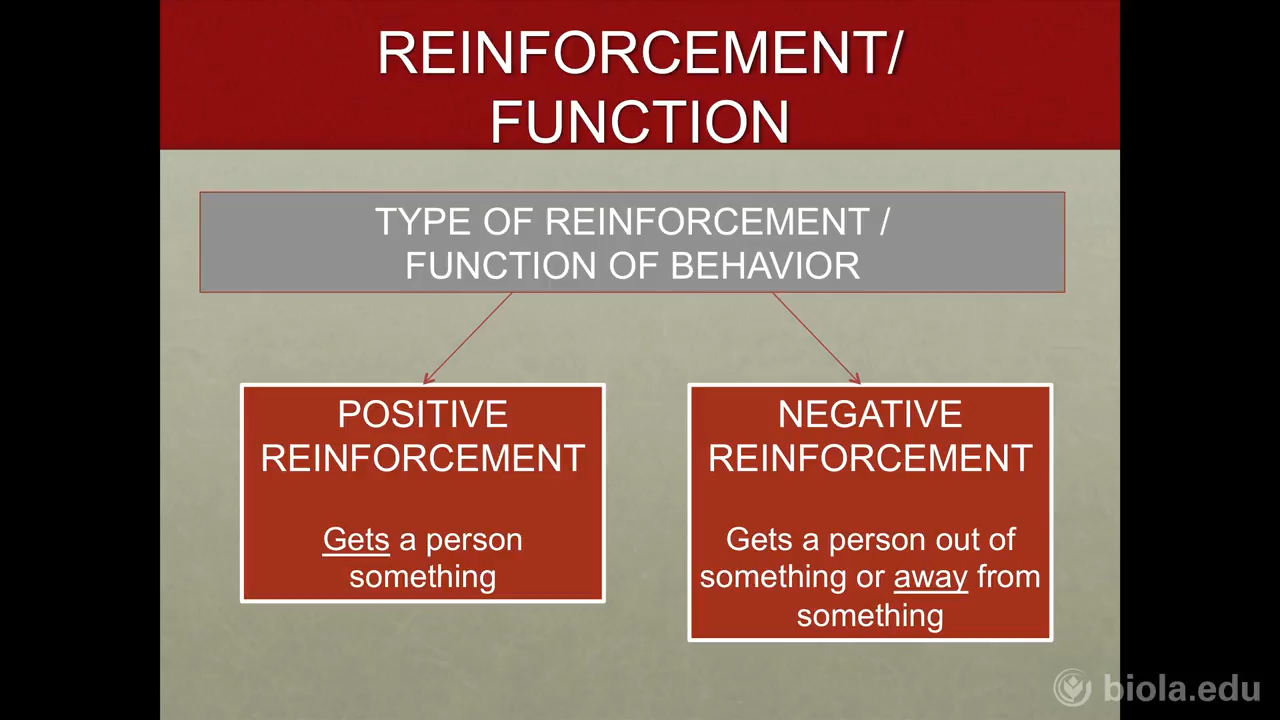 REINFORCEMENT/
FUNCTION
TYPE OF REINFORCEMENT /
FUNCTION OF BEHAVIOR
POSITIVE
REINFORCEMENT
Gets a person
something
NEGATIVE
REINFORCEMENT
Gets a person out of
something or away from
something
biola.edu